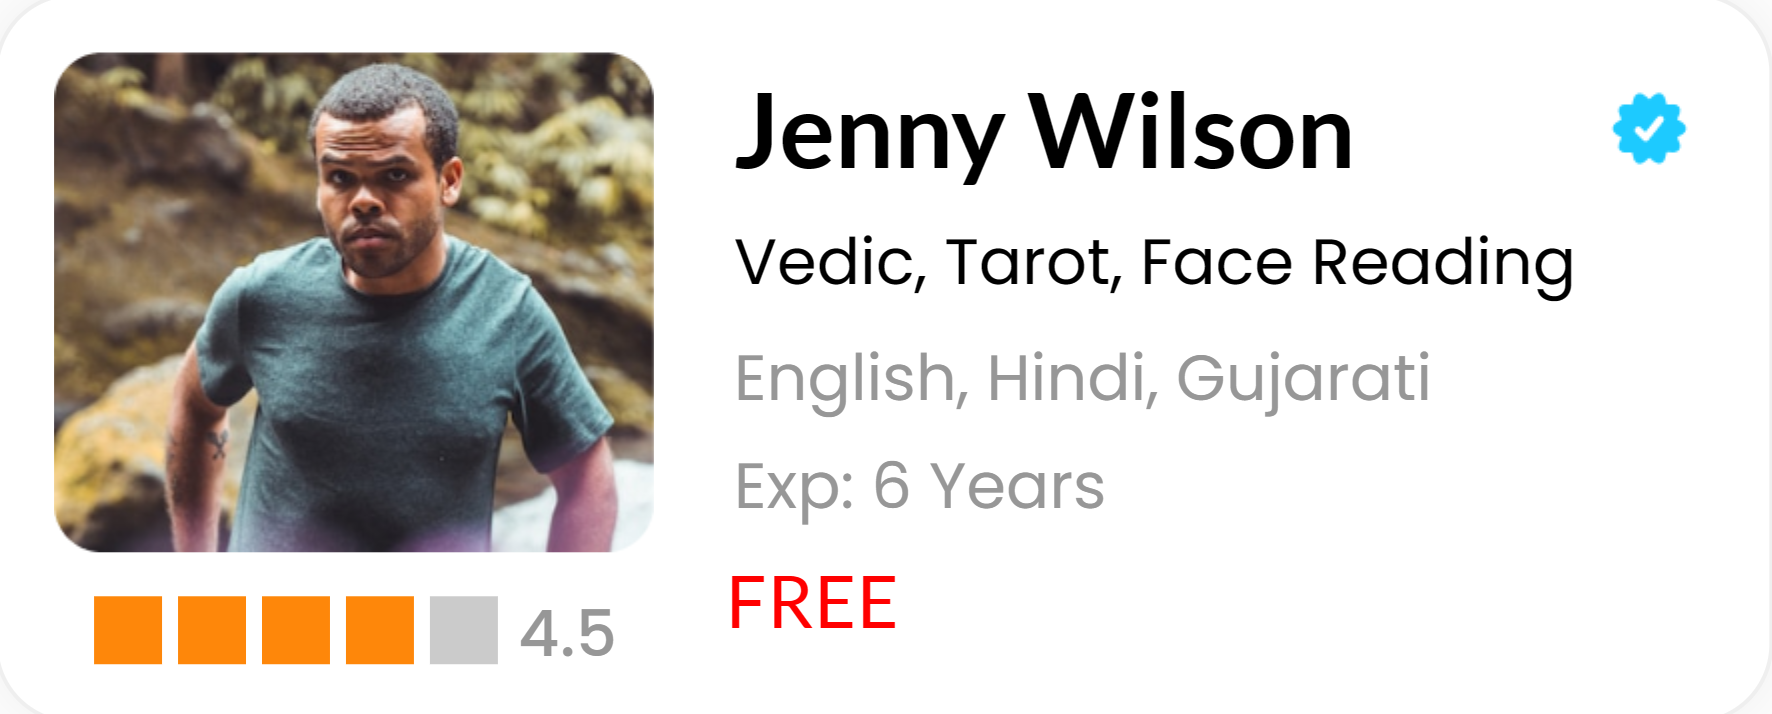 Jenny Wilson
Vedic, Tarot, Face Reading
English, Hindi, Gujarati
Exp: 6 Years
FREE
4.5